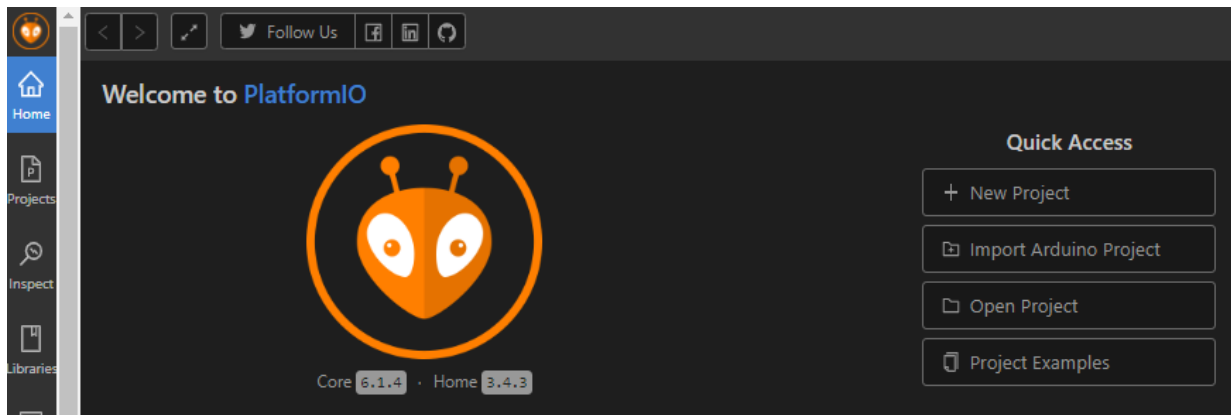 Follow Us
Home
Welcome to PlatformIO
Quick Access
New Project
Projects
Import Arduino Project
Inspect
Open Project
Libraries
Project Examples
Core 6.1.4 · Home 3.4.3